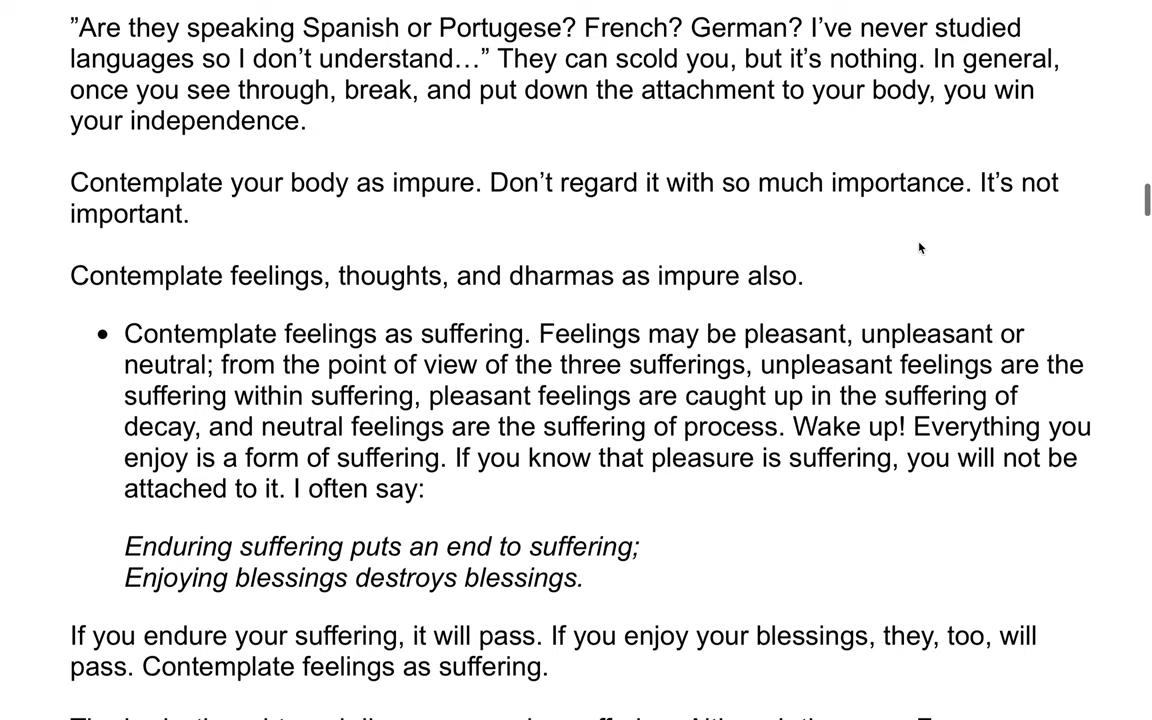 ”Are they speaking Spanish or Portugese? French? German? I’ve never studied
languages so I don’t understand…” They can scold you, but it’s nothing. In general,
once you see through, break, and put down the attachment to your body, you win
your independence.
Contemplate your body as impure. Don’t regard it with so much importance. It’s not
important.
Contemplate feelings, thoughts, and dharmas as impure also.
• Contemplate feelings as suffering. Feelings may be pleasant, unpleasant or
neutral; from the point of view of the three sufferings, unpleasant feelings are the
suffering within suffering, pleasant feelings are caught up in the suffering of
decay, and neutral feelings are the suffering of process. Wake up! Everything you
enjoy is a form of suffering. If you know that pleasure is suffering, you will not be
attached to it. I often say:
Enduring suffering puts an end to suffering;
Enjoying blessings destroys blessings.
If you endure your suffering, it will pass. If you enjoy your blessings, they, too, will
pass. Contemplate feelings as suffering.